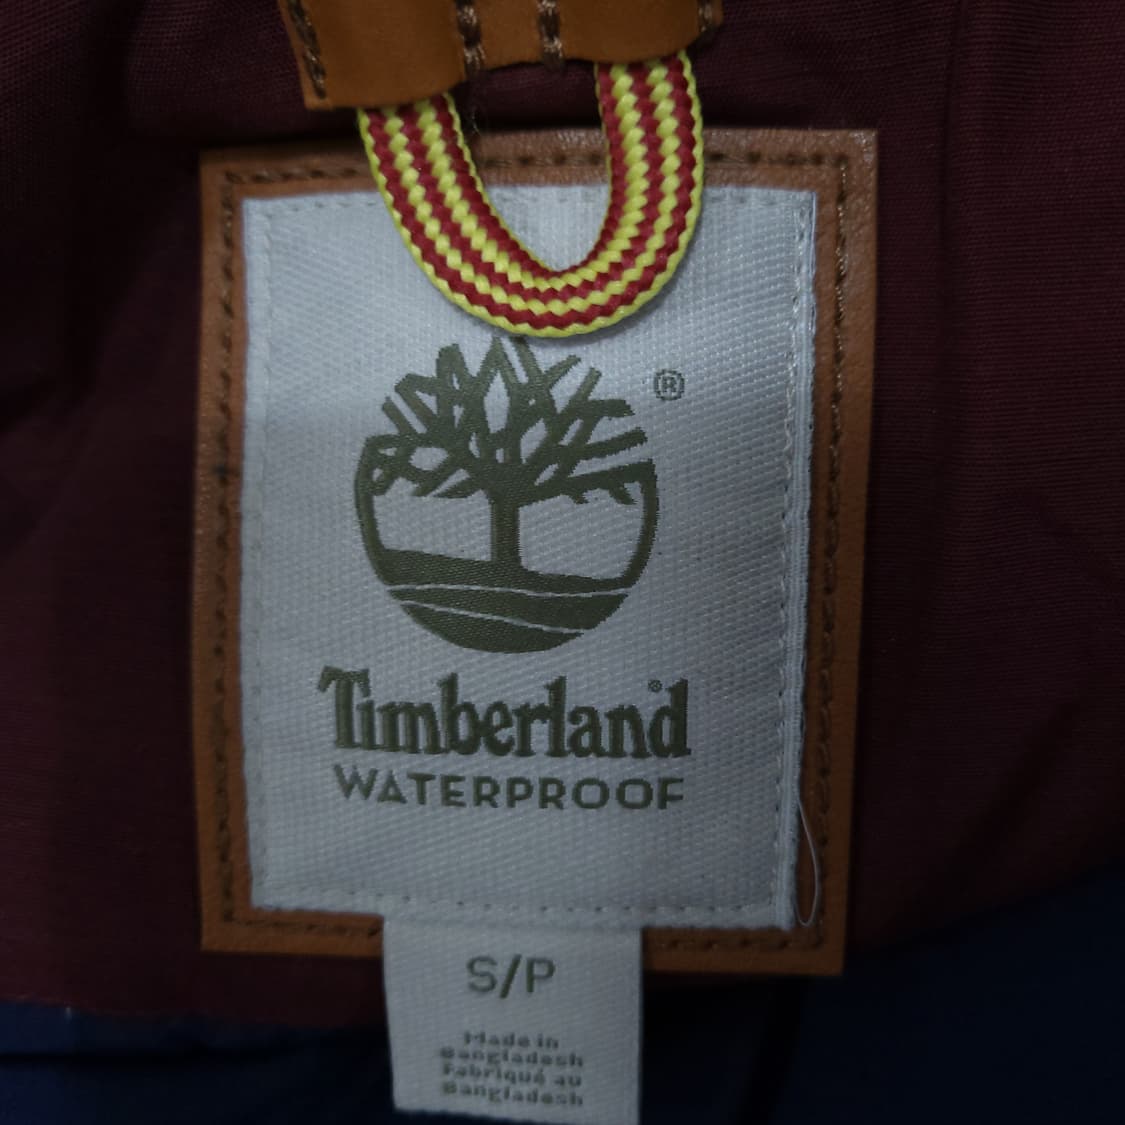 ®
Timberland®
WATERPROOF
S/P
Made in
Bangladesh
Fabriqué au
Bangladesh